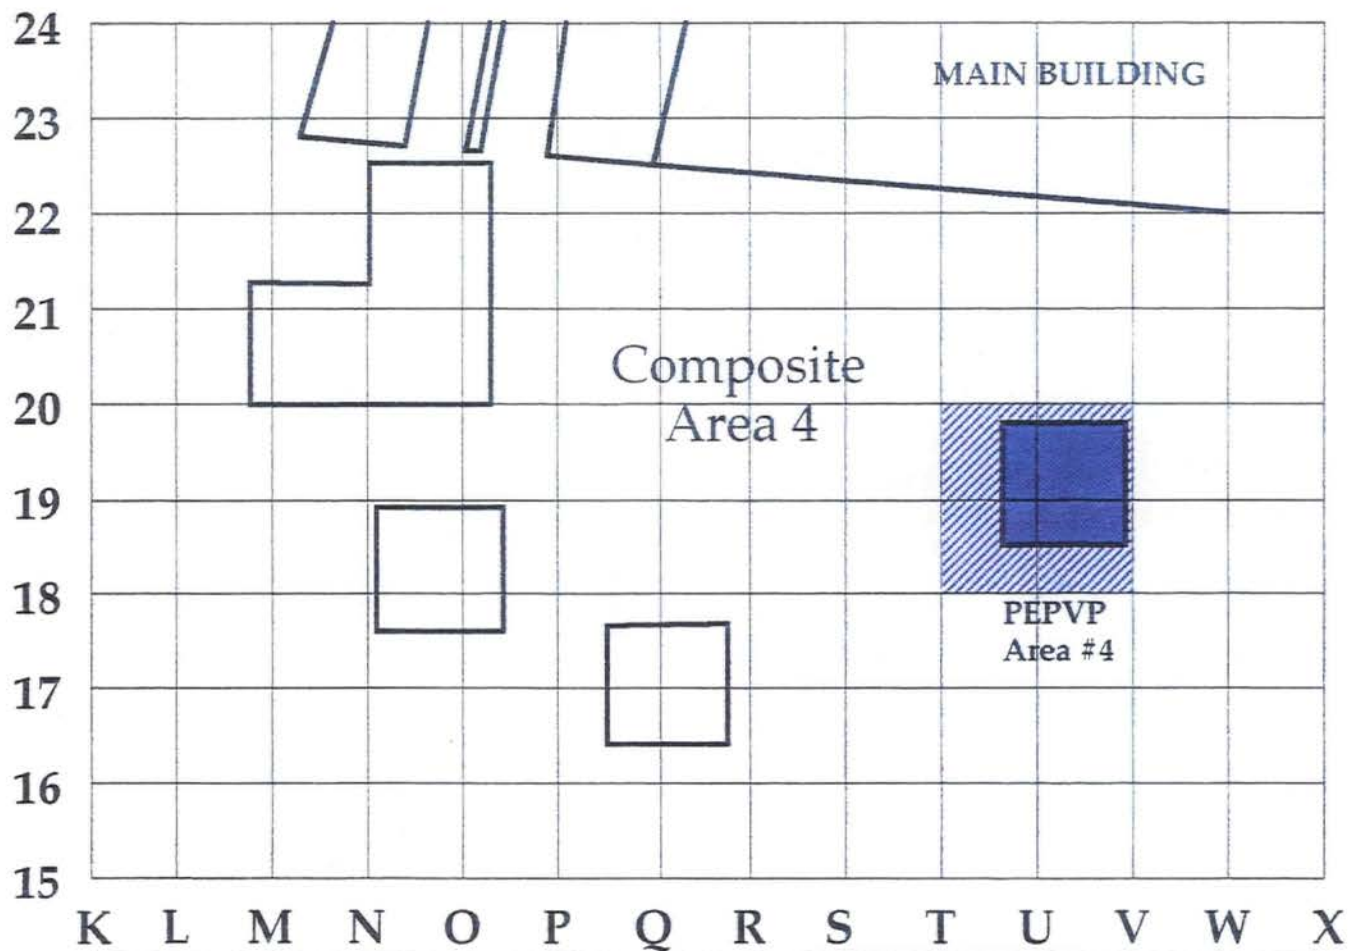 24
MAIN BUILDING
23
22
21
Composite
20
Area 4
19
18
PEPVP
Area #4
17
16
15
K L M N O P Q R S T U V W X